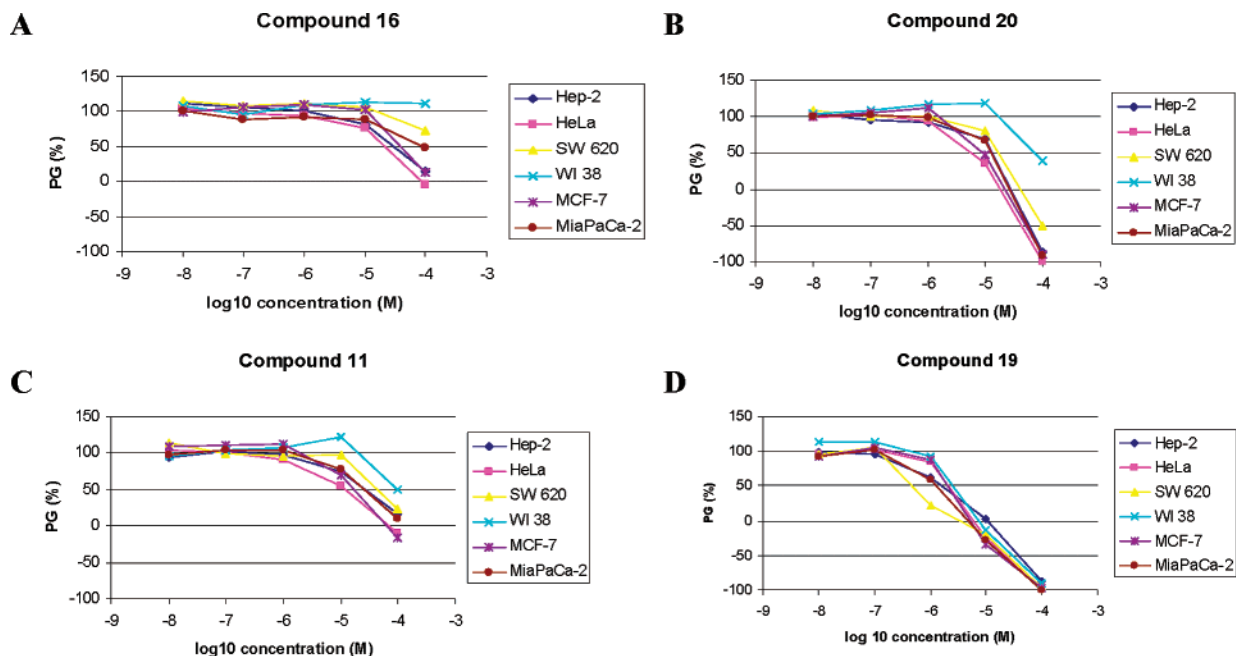 A
Compound 16
PG (%)
150
100
50
0
-50
-100
-9
-8
-7
-6
-5
-4
-3
log10 concentration (M)
Hep-2
HeLa
SW 620
WI 38
MCF-7
MiaPaCa-2
B
Compound 20
PG (%)
150
100
50
0
-50
-100
-9
-8
-7
-6
-5
-4
-3
log10 concentration (M)
Hep-2
HeLa
SW 620
WI 38
MCF-7
MiaPaCa-2
C
Compound 11
PG (%)
150
100
50
0
-50
-100
-9
-8
-7
-6
-5
-4
-3
log10 concentration (M)
Hep-2
HeLa
SW 620
WI 38
MCF-7
MiaPaCa-2
D
Compound 19
PG (%)
150
100
50
0
-50
-100
-9
-8
-7
-6
-5
-4
-3
log 10 concentration (M)
Hep-2
HeLa
SW 620
WI 38
MCF-7
MiaPaCa-2